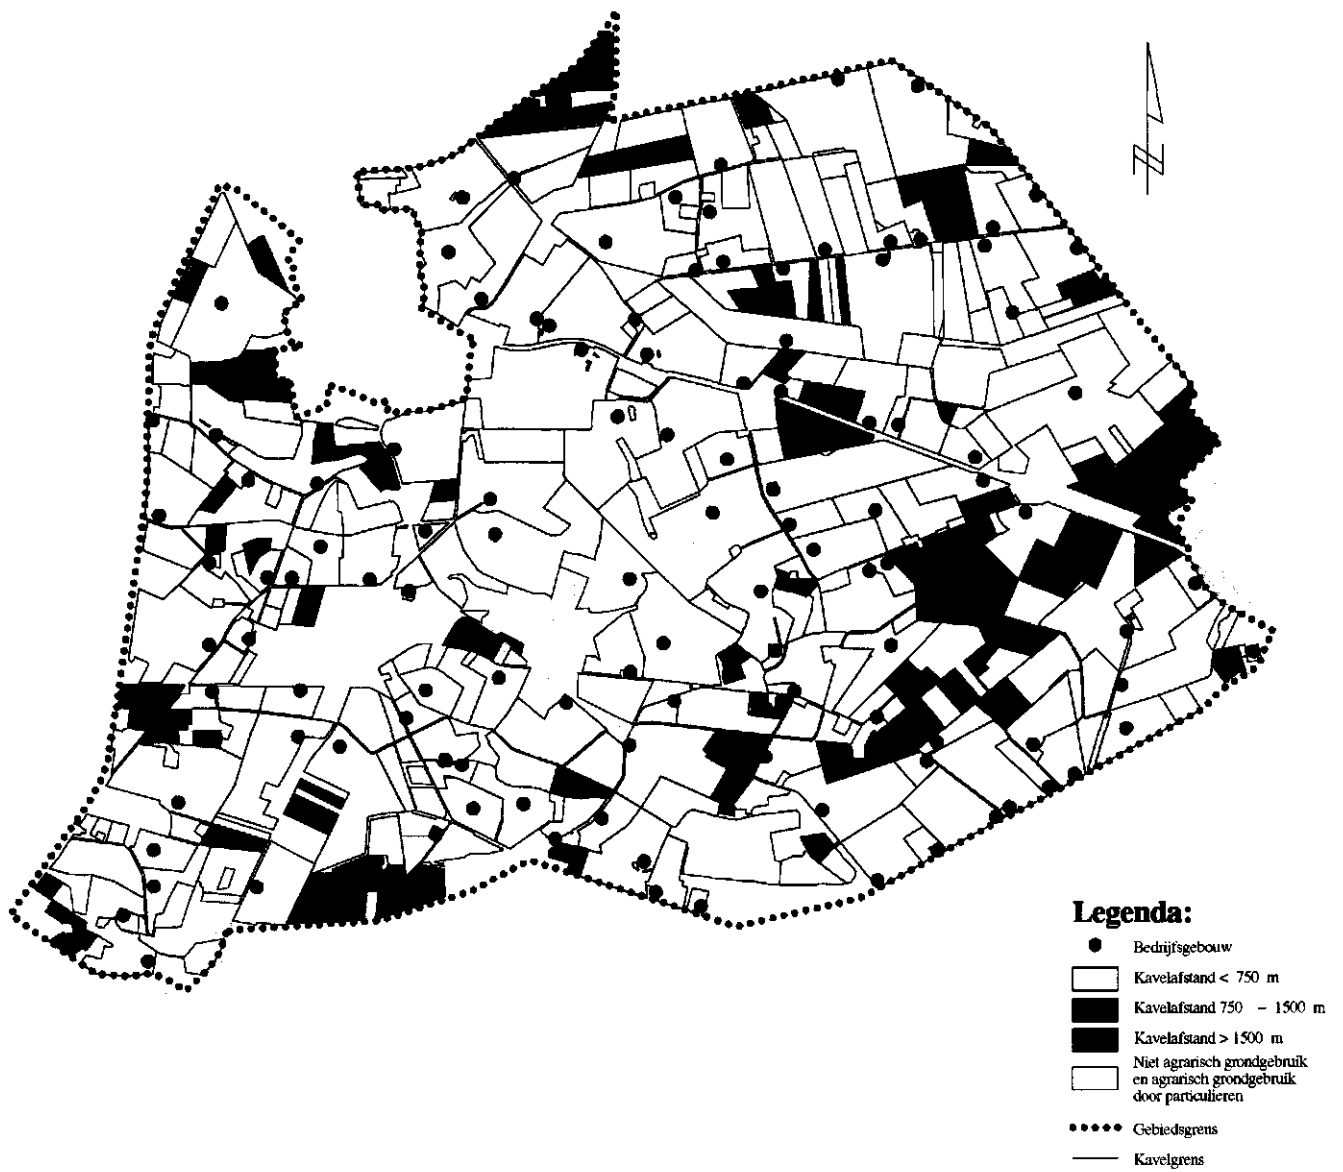 Legenda:
Bedrijfsgebouw
Kavelafstand < 750 m
Kavelafstand 750 - 1500 m
Kavelafstand > 1500 m
Niet agrarisch grondgebruik
en agrarisch grondgebruik
door particulieren
Gebiedsgrens
Kavelgrens